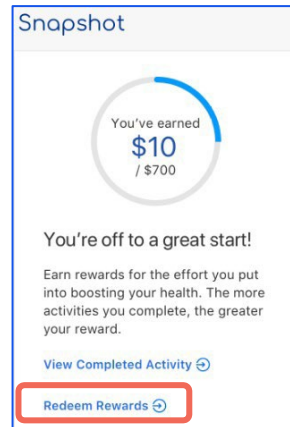 Snapshot
You've earned
$10
/ $700
You're off to a great start!
Earn rewards for the effort you put
into boosting your health. The more
activities you complete, the greater
your reward.
View Completed Activity
Redeem Rewards